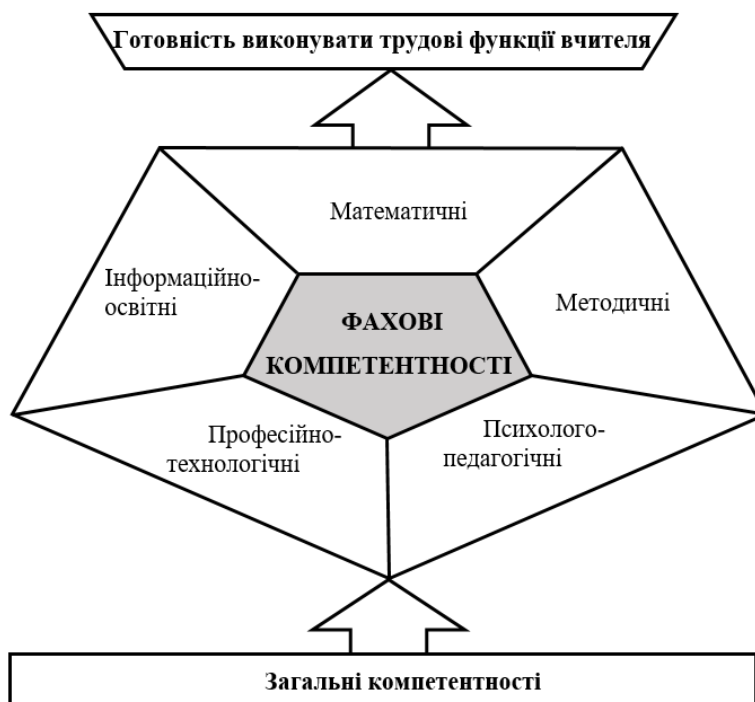 Готовність виконувати трудові функції вчителя
Математичні
Інформаційно-
освітні
Методичні
ФАХОВІ
КОМПЕТЕНТНОСТІ
Професійно-
технологічні
Психолого-
педагогічні
Загальні компетентності